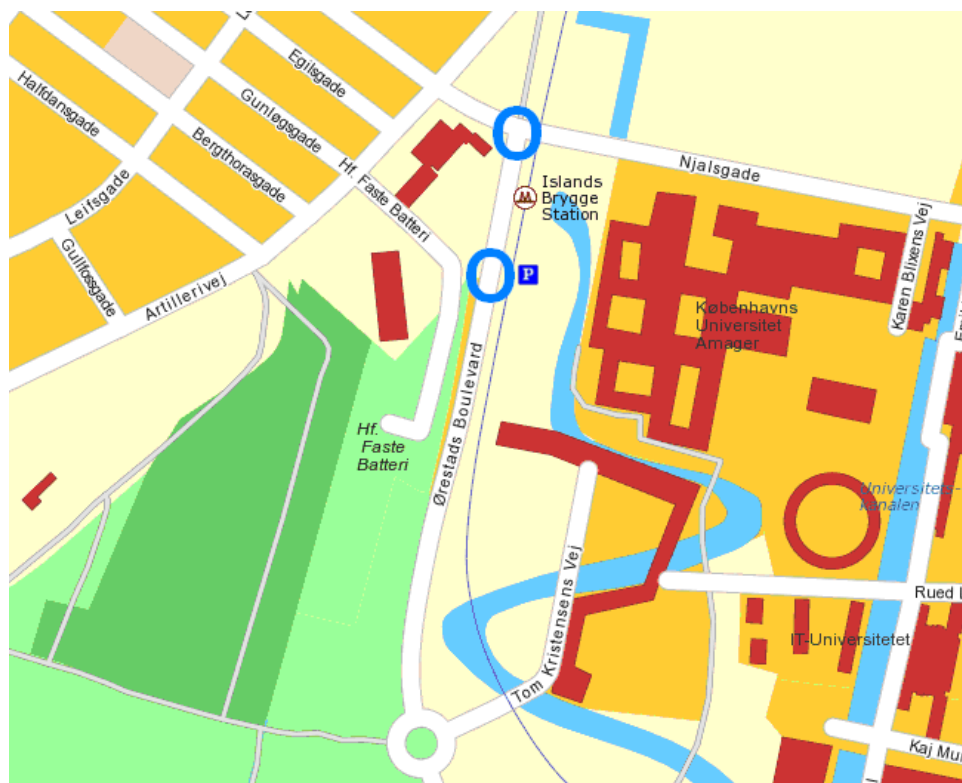 Egilsgade
Halfdansgade
Gunløgsgade
Bergthorasgade
Hf. Faste Batteri
Njalsgade
Islands
Brygge
Station
Leifsgade
Gullfossgade
Artillerivej
P
Karen Blixens Vej
Københavns
Universitet
Amager
Ørestads Boulevard
Hf.
Faste
Batteri
Universitets-
kanalen
Tom Kristensens Vej
Rued L
IT-Universitetet
Kaj Mu